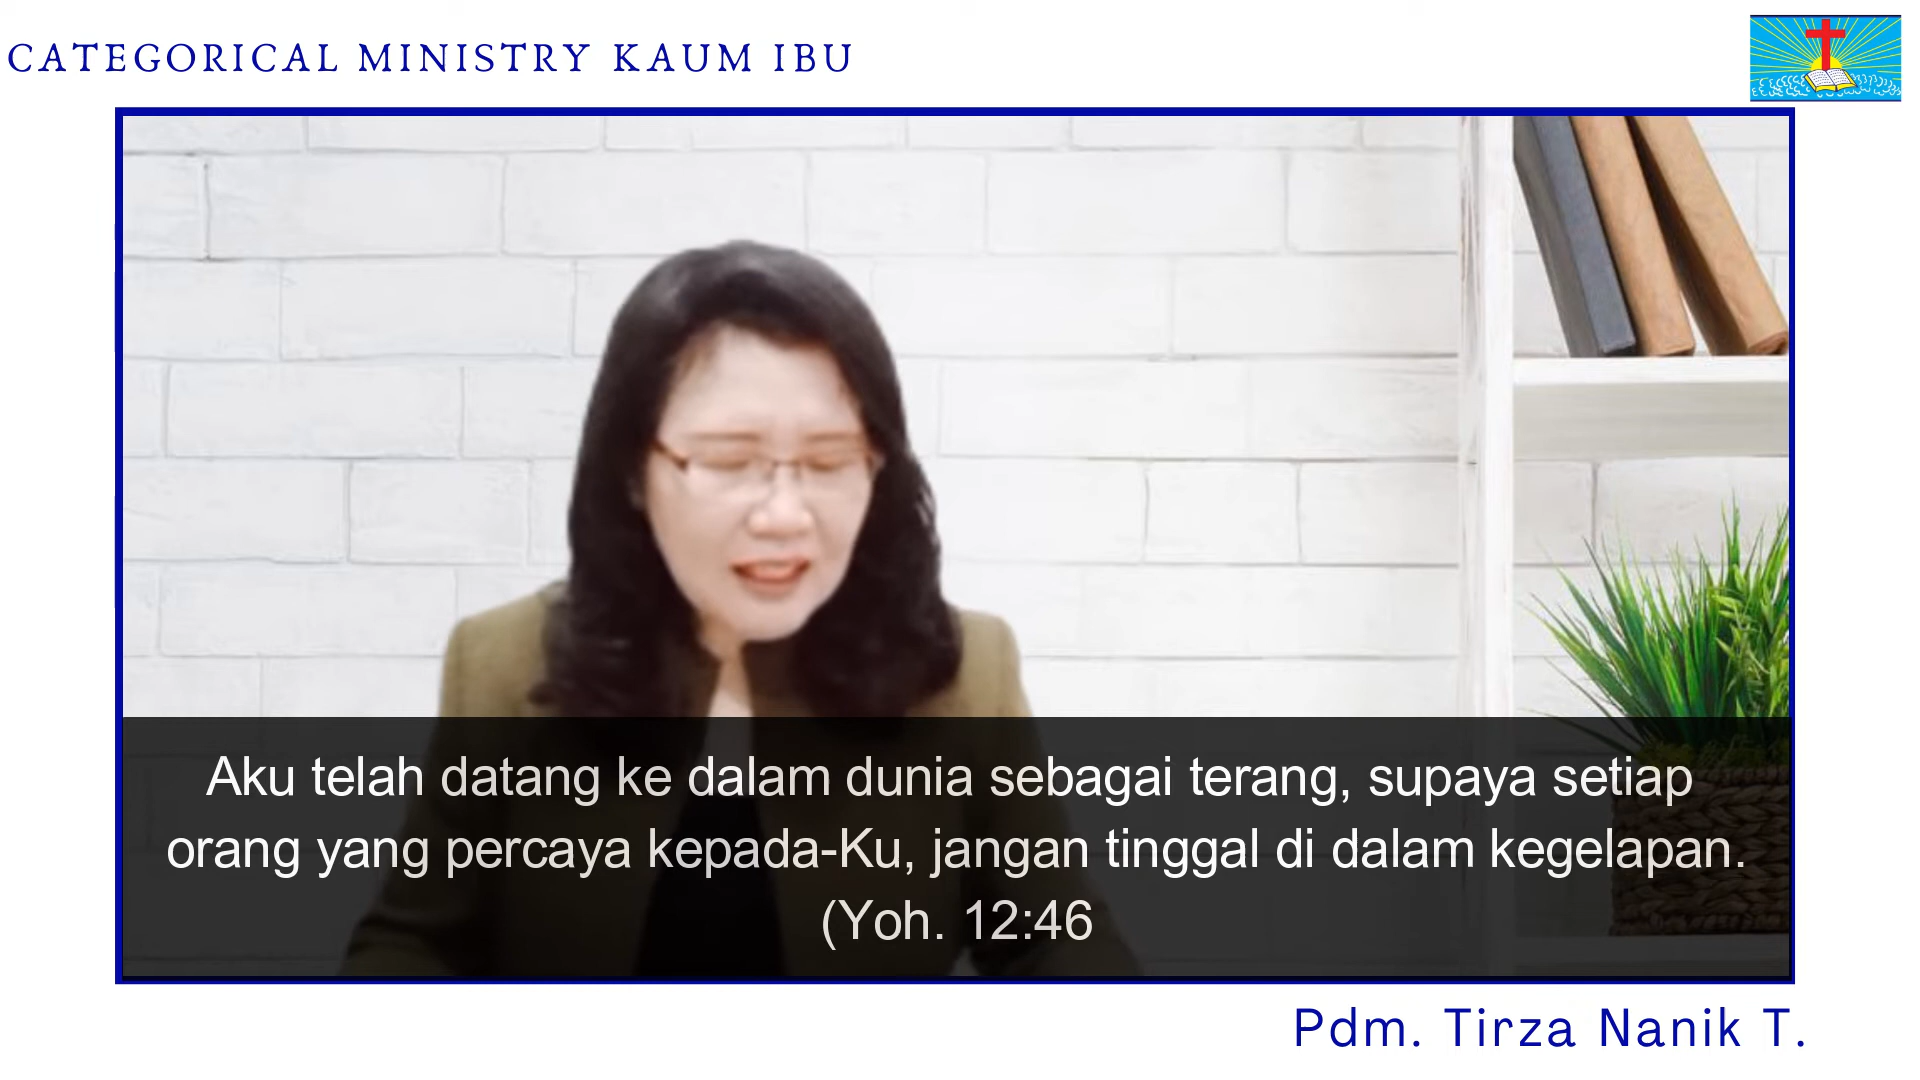 CATEGORICAL MINISTRY KAUM IBU
Aku telah datang ke dalam dunia sebagai terang, supaya setiap
orang yang percaya kepada-Ku, jangan tinggal di dalam kegelapan.
(Yoh. 12:46
Pdm. Tirza Nanik T.